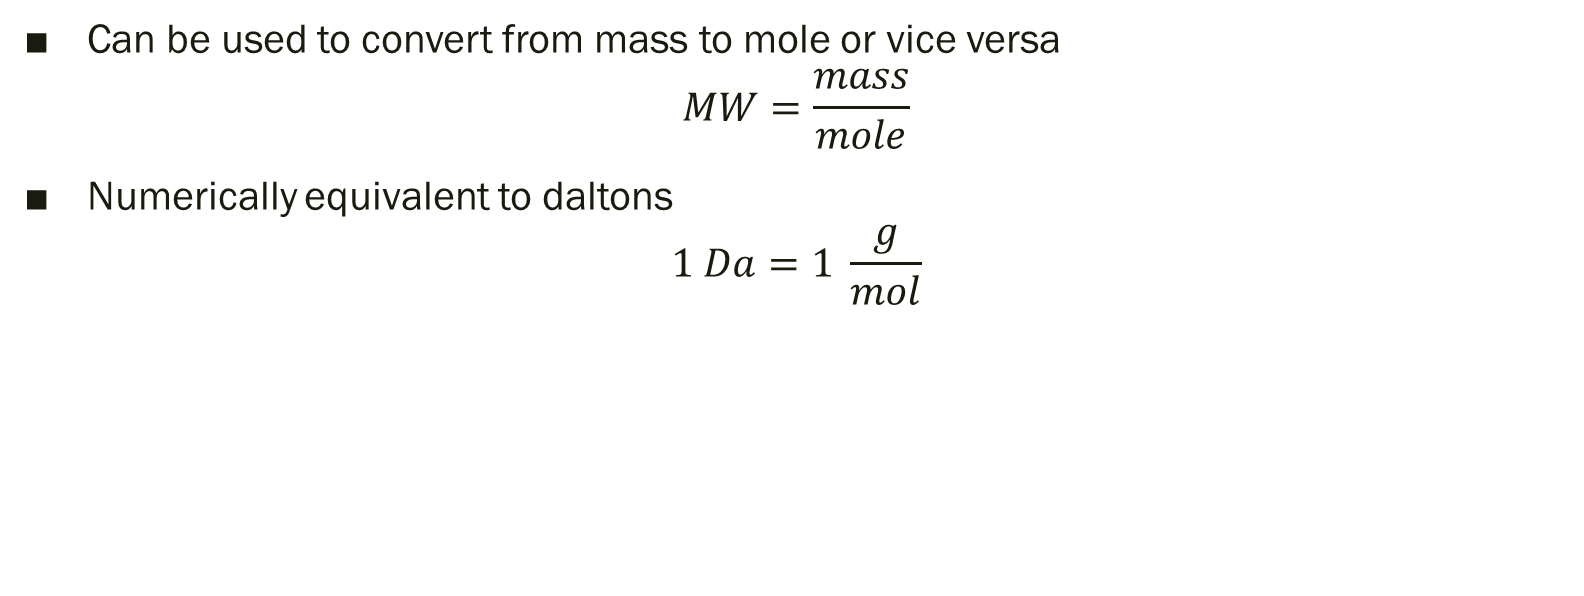 ■ Can be used to convert from mass to mole or vice versa
MW = mass/mole
■ Numerically equivalent to daltons
1 Da = 1 g/mol